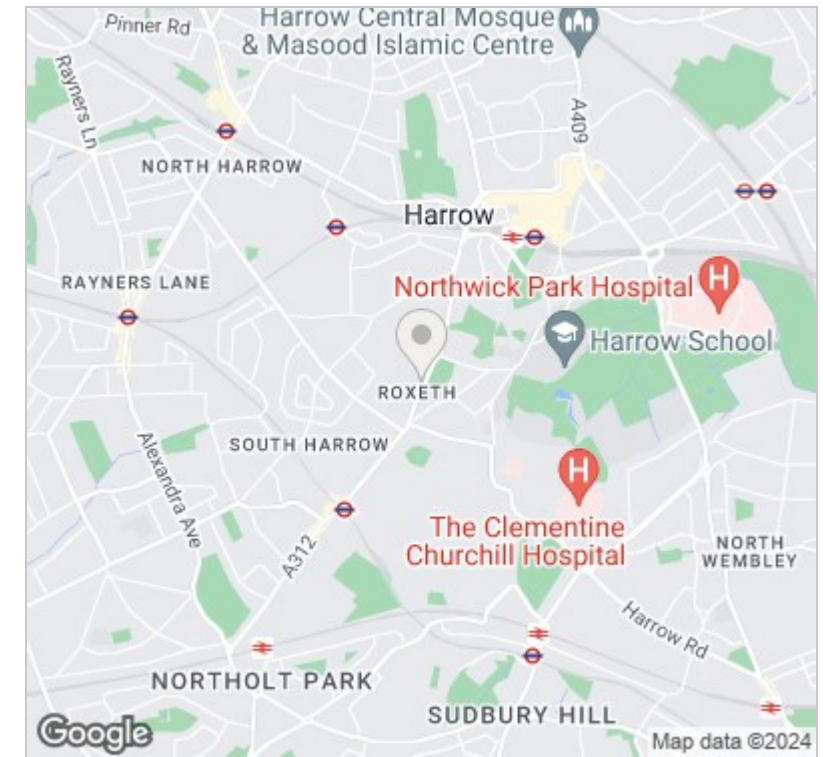 Harrow Central Mosque
& Masood Islamic Centre
Pinner Rd
Rayners Ln
A409
NORTH HARROW
Harrow
RAYNERS LANE
Northwick Park Hospital
H
Harrow School
ROXETH
SOUTH HARROW
Alexandra Ave
H
The Clementine
Churchill Hospital
A312
NORTH
WEMBLEY
Harrow Rd
NORTHOLT PARK
SUDBURY HILL
Google
Map data ©2024